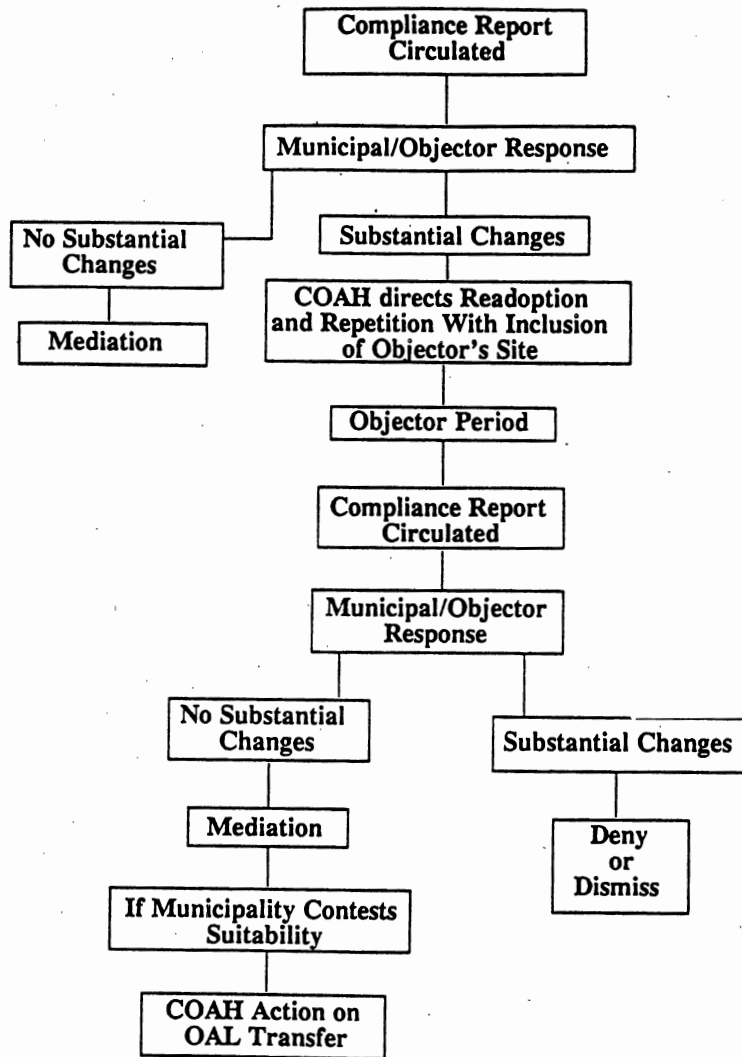 Compliance Report
Circulated
Municipal/Objector Response
No Substantial
Changes
Substantial Changes
Mediation
COAH directs Readoption
and Repetition With Inclusion
of Objector's Site
Objector Period
Compliance Report
Circulated
Municipal/Objector
Response
No Substantial
Changes
Substantial Changes
Mediation
Deny
or
Dismiss
If Municipality Contests
Suitability
COAH Action on
OAL Transfer